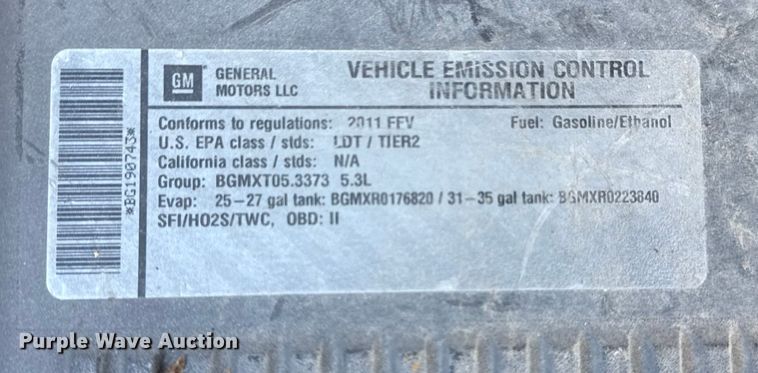 GM GENERAL MOTORS LLC
VEHICLE EMISSION CONTROL
INFORMATION
Conforms to regulations: 2011 FFV Fuel: Gasoline/Ethanol
U.S. EPA class / stds: LDT / TIER2
California class / stds: N/A
Group: BGMXT05.3373 5.3L
Evap: 25-27 gal tank: BGMXR0176820 / 31-35 gal tank: BGMXR0223840
SFI/HO2S/TWC, OBD: II
*BG190743*
Purple Wave Auction